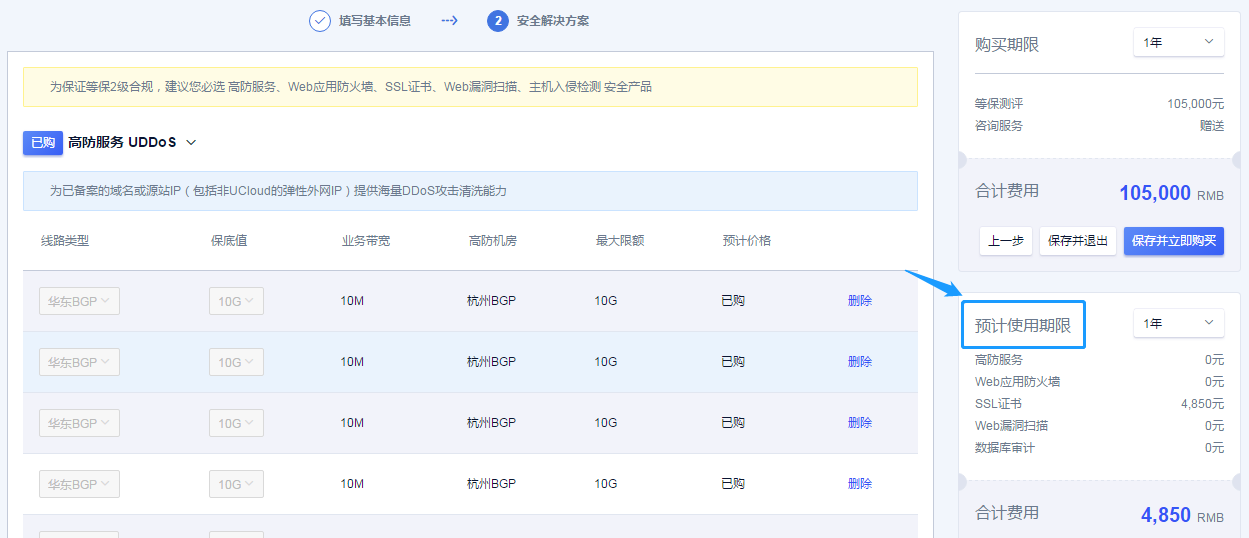 填写基本信息
2 安全解决方案
为保证等保2级合规，建议您必选 高防服务、Web应用防火墙、SSL证书、Web漏洞扫描、主机入侵检测 安全产品
已购 高防服务 UDDoS
为已备案的域名或源站IP（包括非UCloud的弹性外网IP）提供海量DDoS攻击清洗能力
线路类型 保底值 业务带宽 高防机房 最大限额 预计价格
华东BGP 10G 10M 杭州BGP 10G 已购 删除
华东BGP 10G 10M 杭州BGP 10G 已购 删除
华东BGP 10G 10M 杭州BGP 10G 已购 删除
华东BGP 10G 10M 杭州BGP 10G 已购 删除
购买期限 1年
等保测评 105,000元
咨询服务 赠送
合计费用 105,000 RMB
上一步 保存并退出 保存并立即购买
预计使用期限 1年
高防服务 0元
Web应用防火墙 0元
SSL证书 4,850元
Web漏洞扫描 0元
数据库审计 0元
合计费用 4,850 RMB